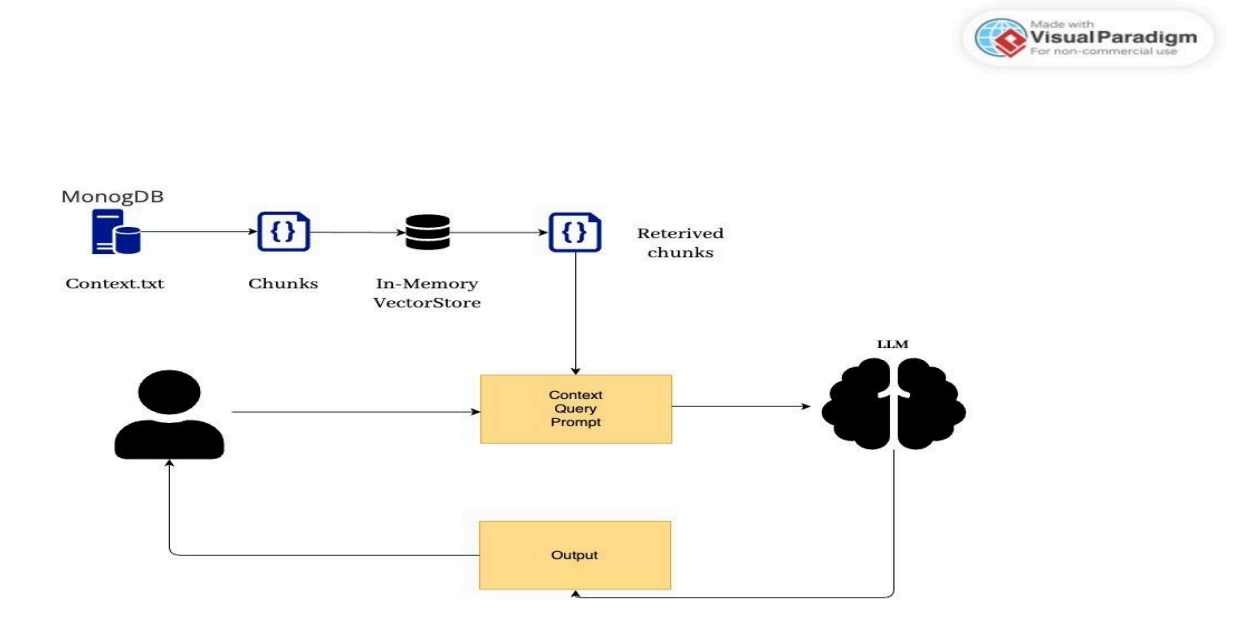 Made with
Visual Paradigm
For non-commercial use
MonogDB
{}
{}
Reterived
chunks
Context.txt
Chunks
In-Memory
VectorStore
LLM
Context
Query
Prompt
Output